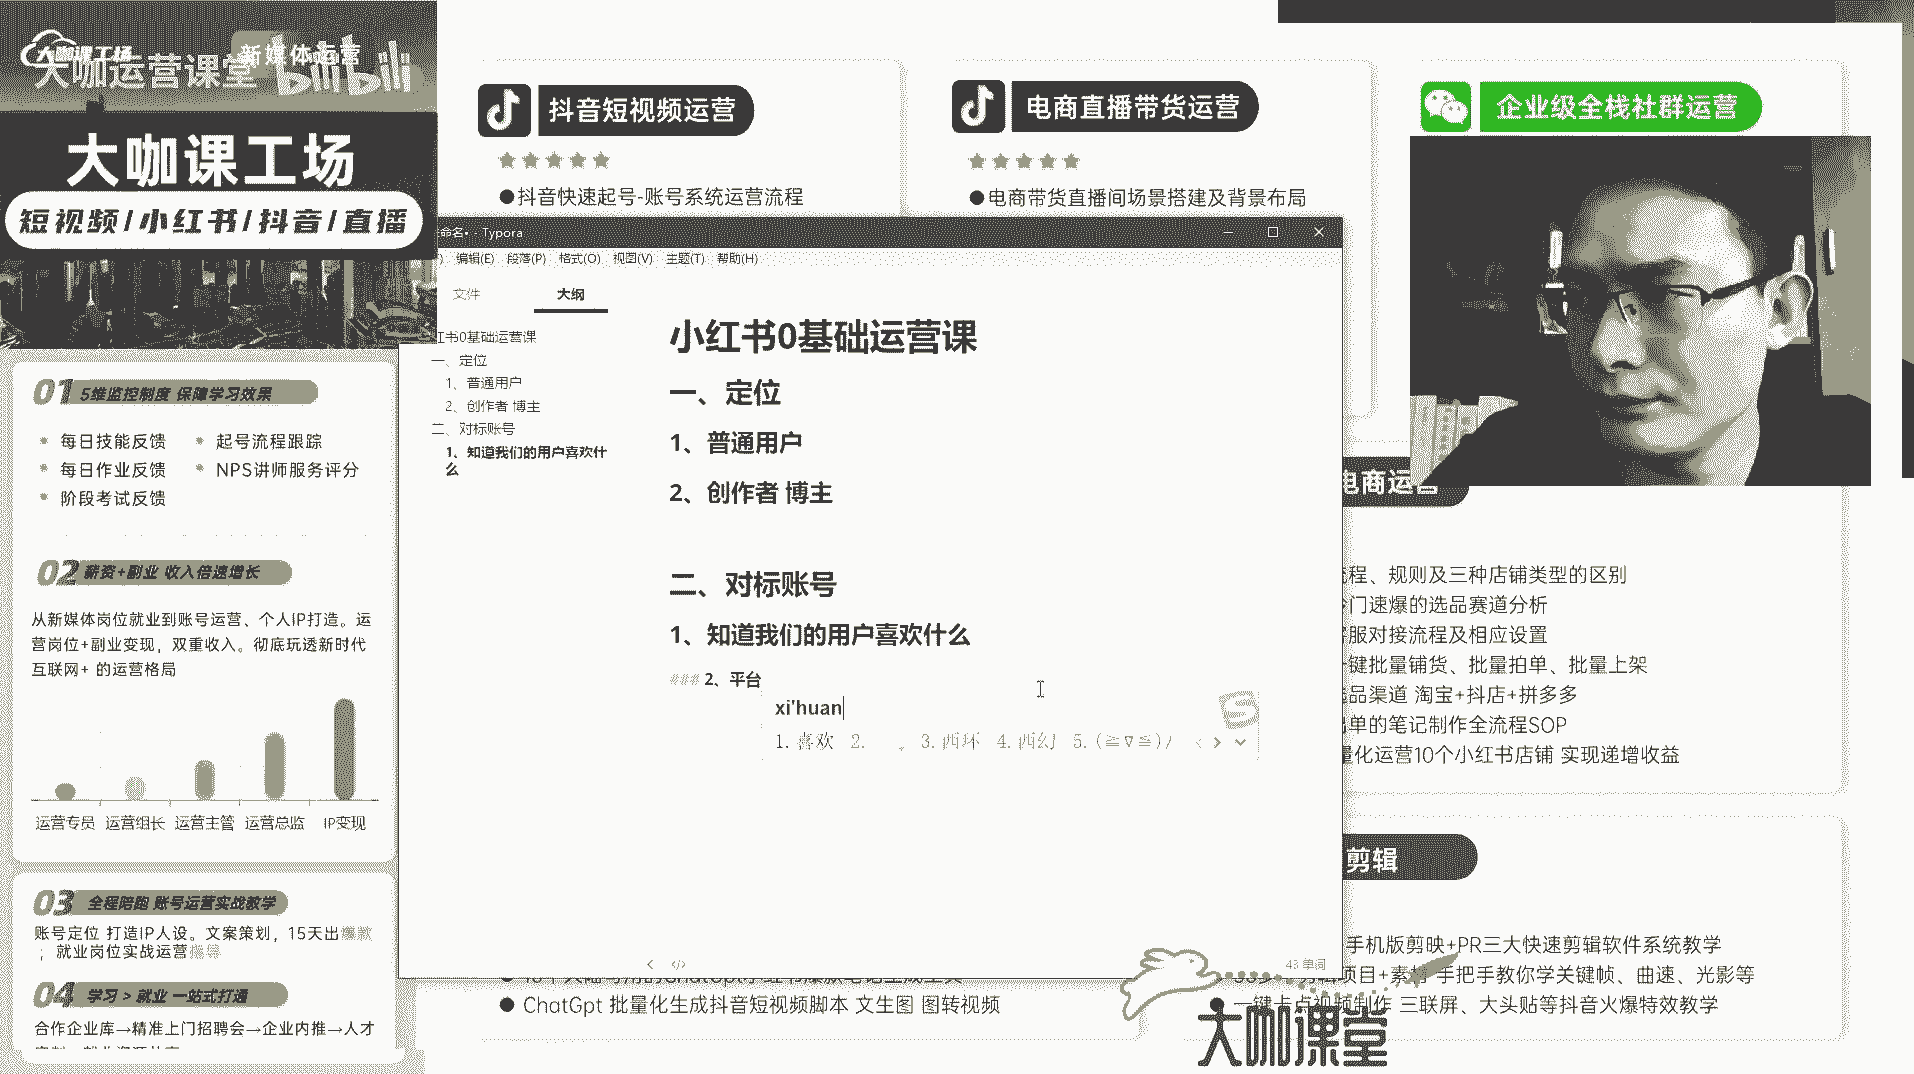 大咖课工场
新媒体运营
大咖运营课堂 bilibili
大咖课工场
短视频/小红书/抖音/直播
01 5维监控制度 保障学习效果
每日技能反馈
起号流程跟踪
每日作业反馈
NPS讲师服务评分
阶段考试反馈
02 薪资+副业 收入倍速增长
从新媒体岗位就业到账号运营、个人IP打造。运
营岗位+副业变现，双重收入。彻底玩透新时代
互联网+ 的运营格局
运营专员 运营组长 运营主管 运营总监 IP变现
03 全程陪跑 账号运营实战教学
账号定位 打造IP人设。文案策划，15天出爆款
；就业岗位实战运营指导
04 学习 > 就业 一站式打通
合作企业库→精准上门招聘会→企业内推→人才
抖音短视频运营
●抖音快速起号-账号系统运营流程
电商直播带货运营
●电商带货直播间场景搭建及背景布局
企业级全栈社群运营
未命名• - Typora
编辑(E) 段落(P) 格式(O) 视图(V) 主题(T) 帮助(H)
文件 大纲
红书0基础运营课
一、定位
1、普通用户
2、创作者 博主
二、对标账号
1、知道我们的用户喜欢什
么
小红书0基础运营课
一、定位
1、普通用户
2、创作者 博主
二、对标账号
1、知道我们的用户喜欢什么
### 2、平台
xi'huan
1. 喜欢 2. 3. 西环 4. 西幻 5. (≧∇≦)/
43 单词
电商运营
程、规则及三种店铺类型的区别
门速爆的选品赛道分析
服对接流程及相应设置
键批量铺货、批量拍单、批量上架
品渠道 淘宝+抖店+拼多多
单的笔记制作全流程SOP
量化运营10个小红书店铺 实现递增收益
剪辑
手机版剪映+PR三大快速剪辑软件系统教学
手把手教你学关键帧、曲速、光影等
一键卡点视频制作 三联屏、大头贴等抖音火爆特效教学
● ChatGpt 批量化生成抖音短视频脚本 文生图 图转视频
大咖课堂